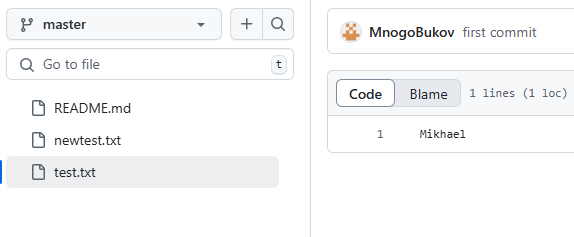 master
Go to file
t
README.md
newtest.txt
test.txt
MnogoBukov first commit
Code Blame 1 lines (1 loc)
1 Mikhael